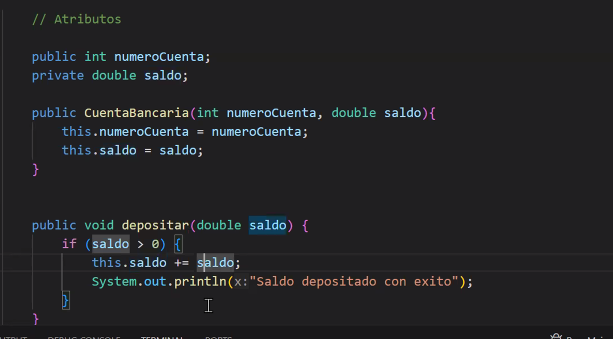 // Atributos
public int numeroCuenta;
private double saldo;
public CuentaBancaria(int numeroCuenta, double saldo){
this.numeroCuenta = numeroCuenta;
this.saldo = saldo;
}
public void depositar(double saldo) {
if (saldo > 0) {
this.saldo += saldo;
System.out.println(x:"Saldo depositado con exito");
}
}